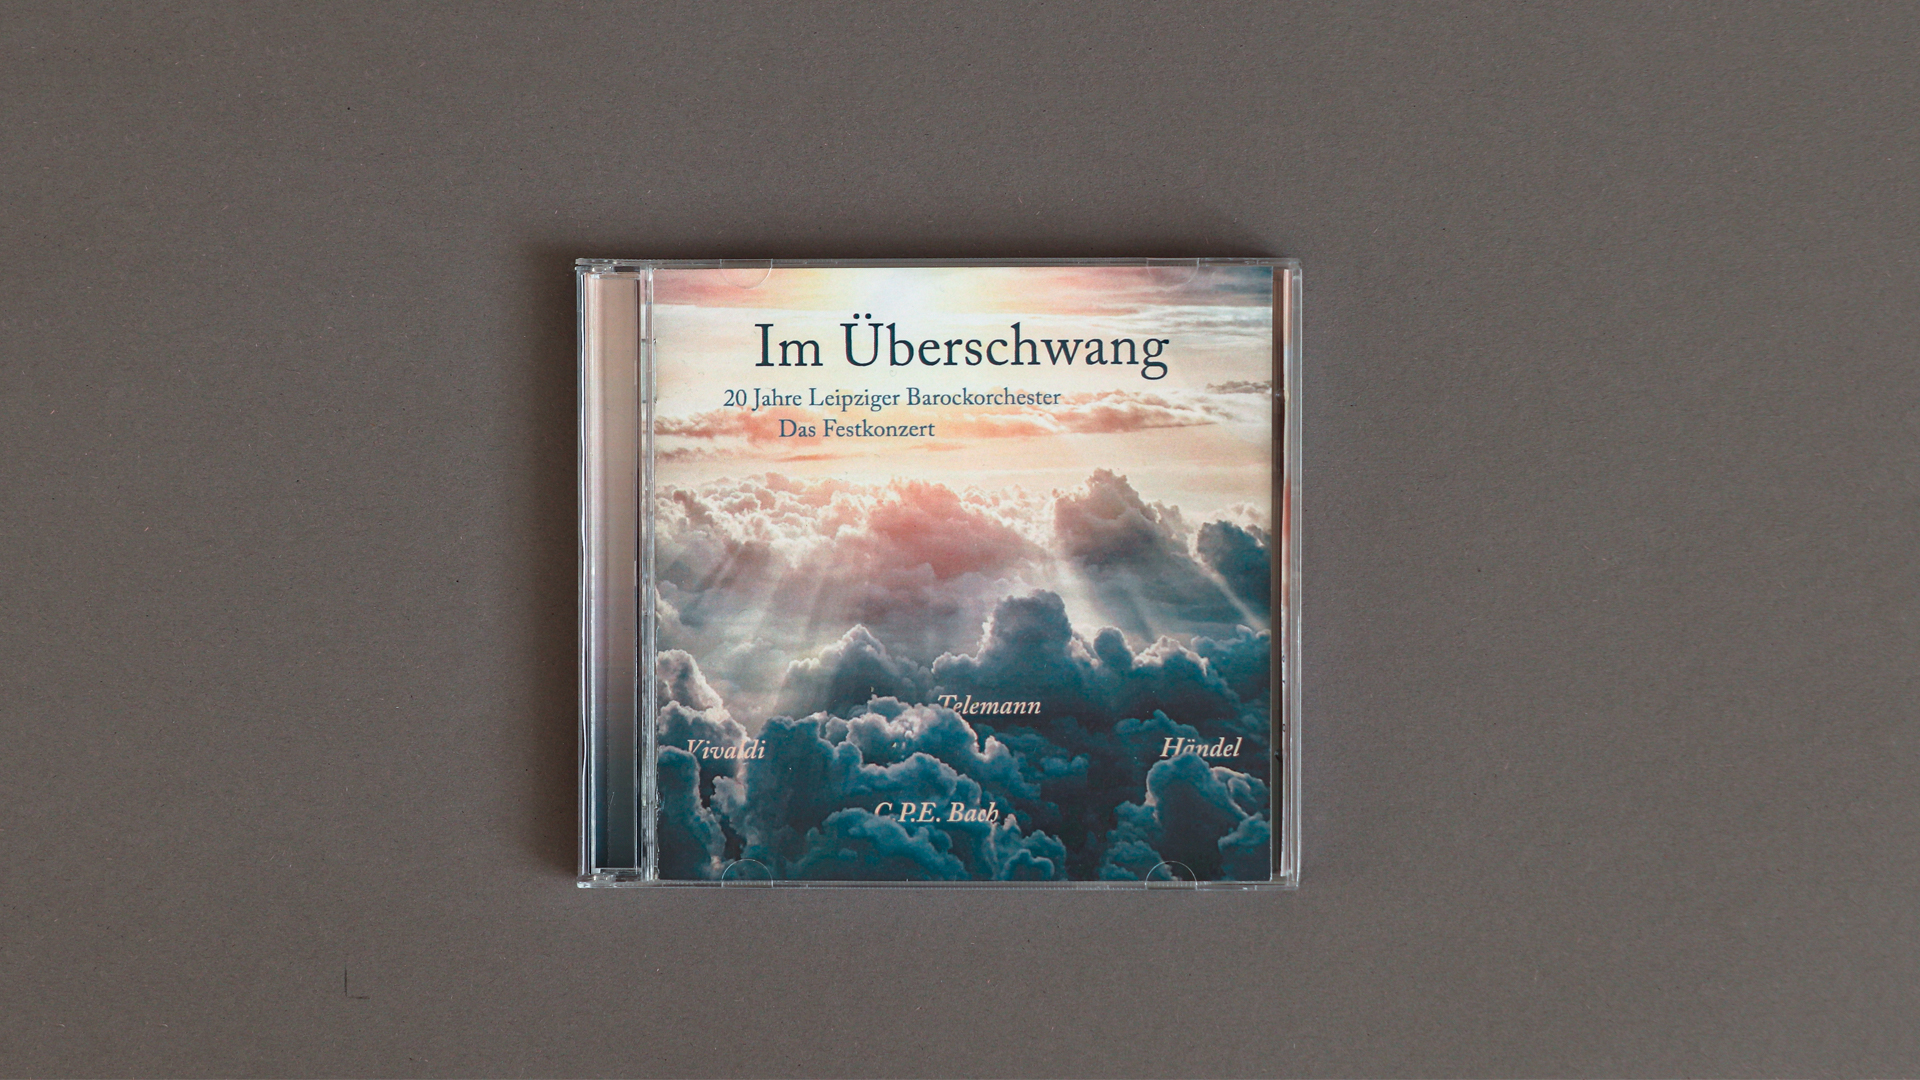 Im Überschwang
20 Jahre Leipziger Barockorchester
Das Festkonzert
Telemann
Vivaldi
Händel
C.P.E. Bach